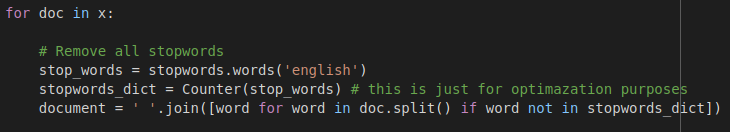 for doc in x:
# Remove all stopwords
stop_words = stopwords.words('english')
stopwords_dict = Counter(stop_words) # this is just for optimazation purposes
document = ' '.join([word for word in doc.split() if word not in stopwords_dict])